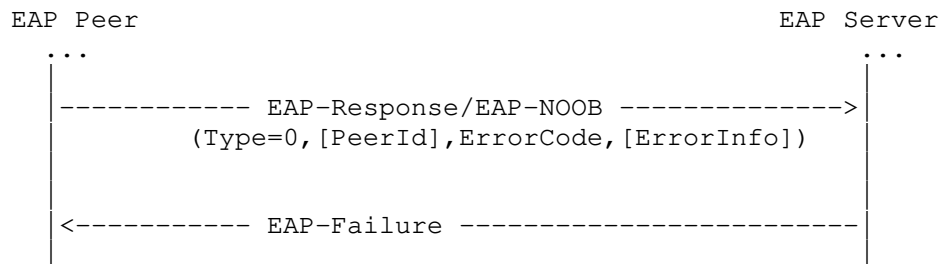 EAP Peer EAP Server
... ...
|------------ EAP-Response/EAP-NOOB -------------->|
(Type=0,[PeerId],ErrorCode,[ErrorInfo])
|<----------- EAP-Failure -------------------------|